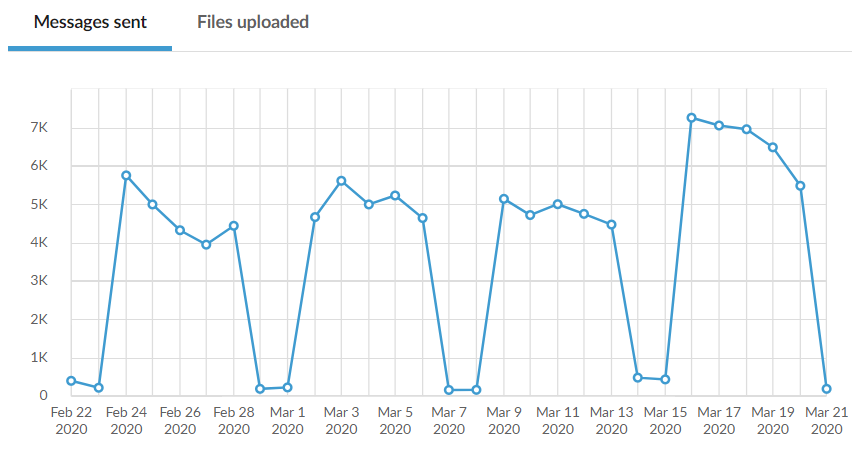 Messages sent Files uploaded
7K
6K
5K
4K
3K
2K
1K
0
Feb 22 Feb 24 Feb 26 Feb 28 Mar 1 Mar 3 Mar 5 Mar 7 Mar 9 Mar 11 Mar 13 Mar 15 Mar 17 Mar 19 Mar 21
2020 2020 2020 2020 2020 2020 2020 2020 2020 2020 2020 2020 2020 2020 2020